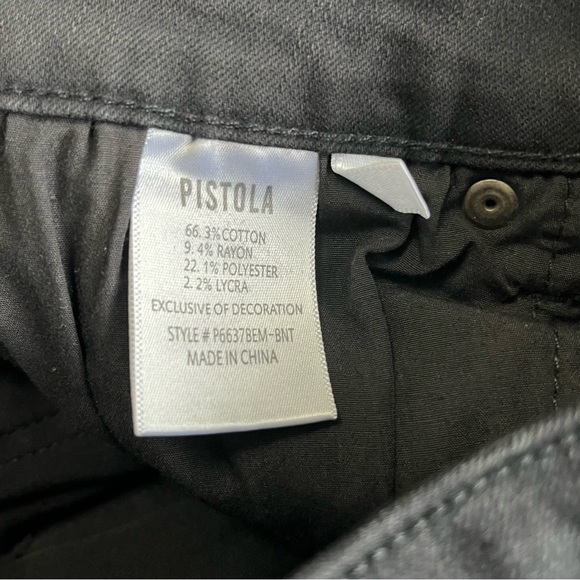 PISTOLA
66.3%COTTON
9.4% RAYON
22.1% POLYESTER
2.2% LYCRA
EXCLUSIVE OF DECORATION
STYLE # P6637BEM-BNT
MADE IN CHINA